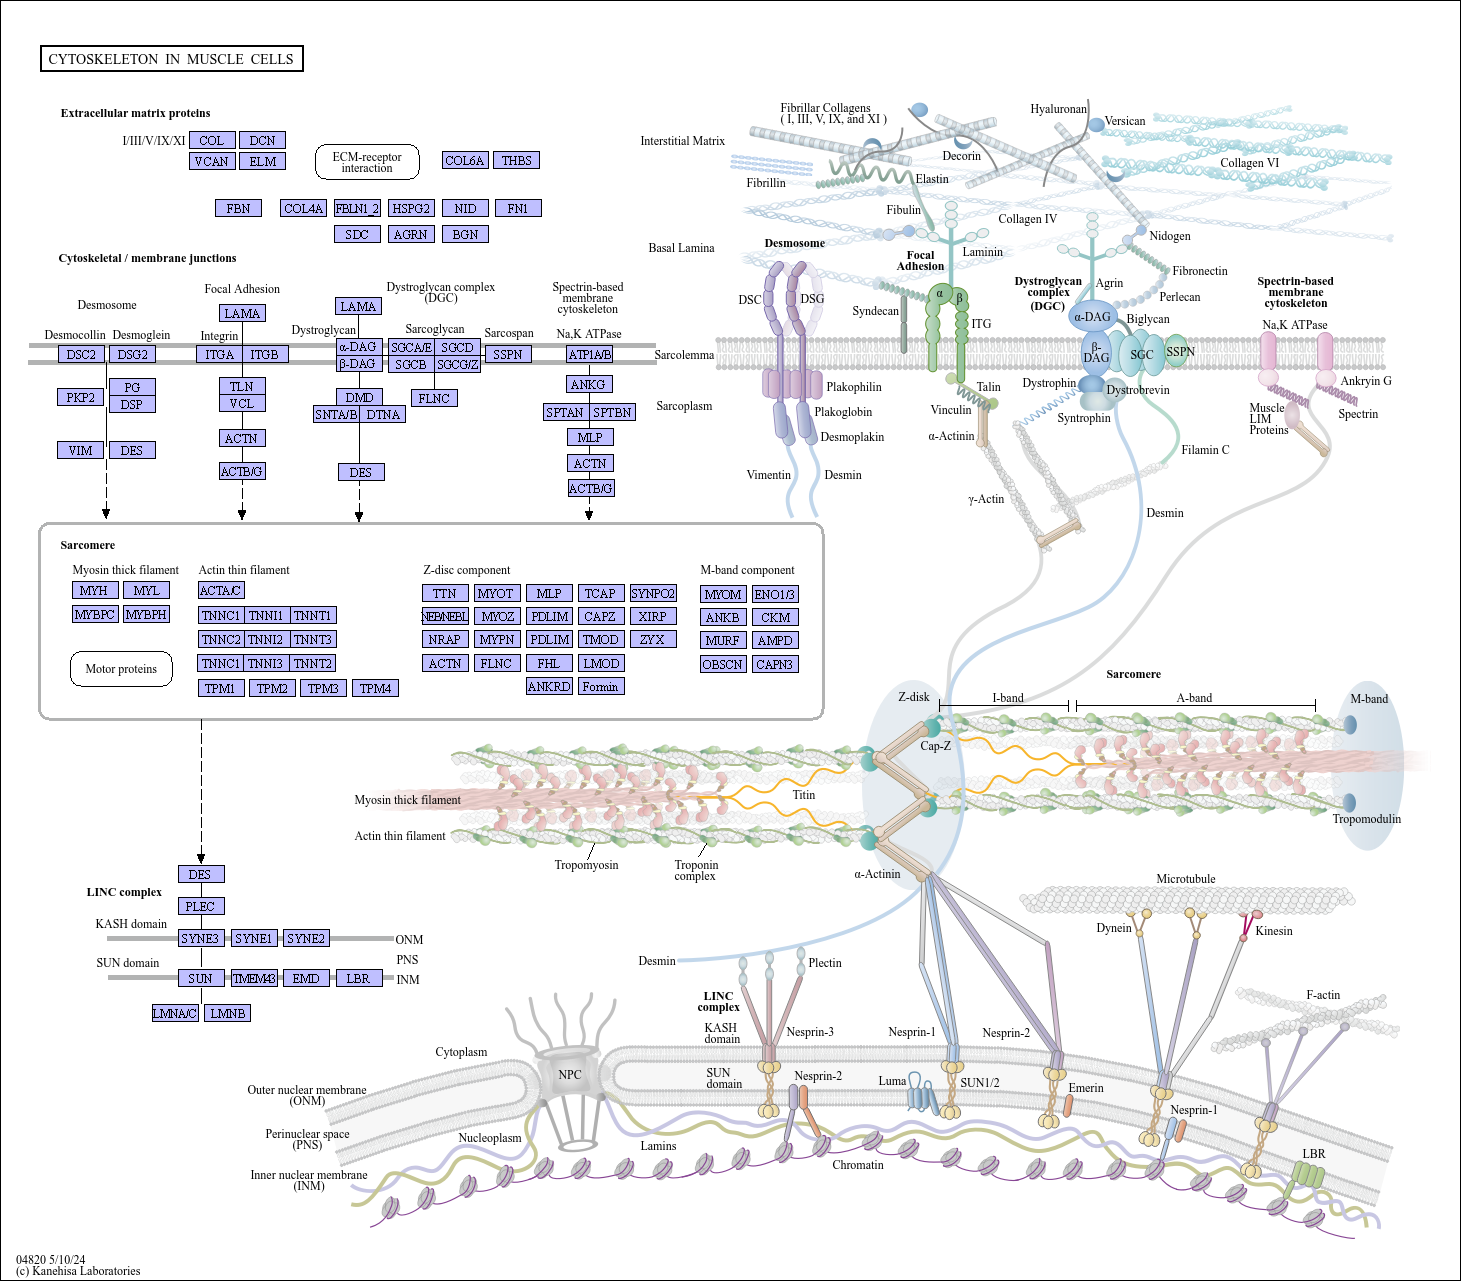 CYTOSKELETON IN MUSCLE CELLS
Extracellular matrix proteins
I/III/V/IX/XI
COL
DCN
VCAN
ELM
ECM-receptor
interaction
COL6A
THBS
FBN
COL4A
FBLN1_2
HSPG2
NID
FN1
SDC
AGRN
BGN
Cytoskeletal / membrane junctions
Desmosome
Focal Adhesion
Dystroglycan complex
(DGC)
Spectrin-based
membrane
cytoskeleton
LAMA
LAMA
Desmocollin
Desmoglein
Integrin
Dystroglycan
Sarcoglycan
Sarcospan
Na,K ATPase
DSC2
DSG2
ITGA
ITGB
α-DAG
β-DAG
SGCA/E
SGCD
SGCB
SGCG/Z
SSPN
ATP1A/B
PKP2
PG
DSP
TLN
VCL
DMD
FLNC
SNTA/B
DTNA
ANKG
SPTAN
SPTBN
VIM
DES
ACTN
ACTB/G
DES
MLP
ACTN
ACTB/G
Sarcomere
Myosin thick filament
Actin thin filament
Z-disc component
M-band component
MYH
MYL
MYBPC
MYBPH
Motor proteins
ACTA/C
TNNC1
TNNI1
TNNT1
TNNC2
TNNI2
TNNT3
TNNC1
TNNI3
TNNT2
TPM1
TPM2
TPM3
TPM4
TTN
MYOT
MLP
TCAP
SYNPO2
MYOZ
PDLIM
CAPZ
XIRP
NRAP
MYPN
PDLIM
TMOD
ZYX
ACTN
FLNC
FHL
LMOD
ANKRD
Formin
MYOM
ENO1/3
ANKB
CKM
MURF
AMPD
OBSCN
CAPN3
DES
LINC complex
PLEC
KASH domain
SYNE3
SYNE1
SYNE2
ONM
PNS
SUN domain
SUN
TMEM43
EMD
LBR
INM
LMNA/C
LMNB
Fibrillar Collagens
( I, III, V, IX, and XI )
Hyaluronan
Versican
Interstitial Matrix
Decorin
Collagen VI
Fibrillin
Elastin
Fibulin
Collagen IV
Basal Lamina
Desmosome
Nidogen
Laminin
Focal
Adhesion
Fibronectin
Agrin
Perlecan
Dystroglycan
complex
(DGC)
Spectrin-based
membrane
cytoskeleton
DSC
DSG
Syndecan
α
β
ITG
α-DAG
Biglycan
Na,K ATPase
Sarcolemma
β-
DAG
SGC
SSPN
Plakophilin
Talin
Dystrophin
Dystrobrevin
Ankryin G
Sarcoplasm
Plakoglobin
Vinculin
Syntrophin
Muscle
LIM
Proteins
Spectrin
Desmoplakin
α-Actinin
Filamin C
Vimentin
Desmin
γ-Actin
Desmin
Sarcomere
Z-disk
I-band
A-band
M-band
Cap-Z
Titin
Myosin thick filament
Tropomodulin
Actin thin filament
Tropomyosin
Troponin
complex
α-Actinin
Microtubule
Dynein
Kinesin
Desmin
Plectin
F-actin
LINC
complex
KASH
domain
Nesprin-3
Nesprin-1
Nesprin-2
Cytoplasm
NPC
SUN
domain
Nesprin-2
Luma
SUN1/2
Emerin
Outer nuclear membrane
(ONM)
Nesprin-1
Perinuclear space
(PNS)
Nucleoplasm
Lamins
Chromatin
LBR
Inner nuclear membrane
(INM)
04820 5/10/24
(c) Kanehisa Laboratories